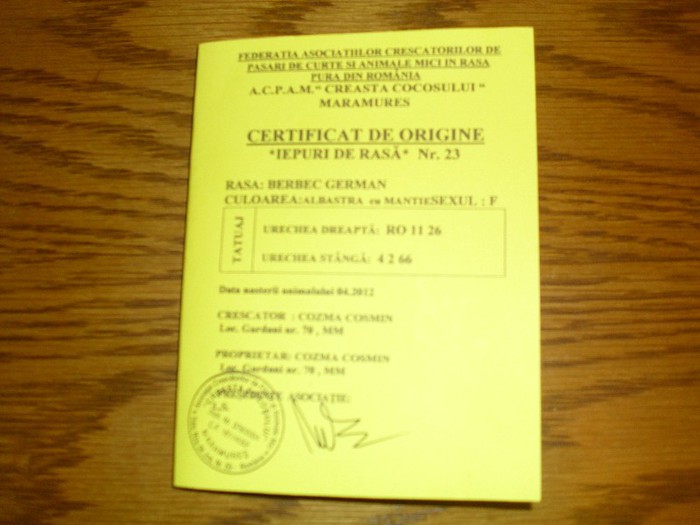 FEDERATIA ASOCIATIILOR CRESCATORILOR DE
PASARI DE CURTE SI ANIMALE MICI IN RASA
PURA DIN ROMÂNIA
A.C.P.A.M." CREASTA COCOSULUI "
MARAMURES
CERTIFICAT DE ORIGINE
*IEPURI DE RASĂ* Nr. 23
RASA: BERBEC GERMAN
CULOAREA:ALBASTRA cu MANTIE SEXUL : F
TATUAJ
URECHEA DREAPTĂ: RO 11 26
URECHEA STÂNGĂ: 4 2 66
Data nasterii animalului 04.2012
CRESCATOR : COZMA COSMIN
Loc. Gardani nr. 70 , MM
PROPRIETAR: COZMA COSMIN
Loc. Gardani nr. 70 , MM
ASOCIAȚIE:
MARAMURES